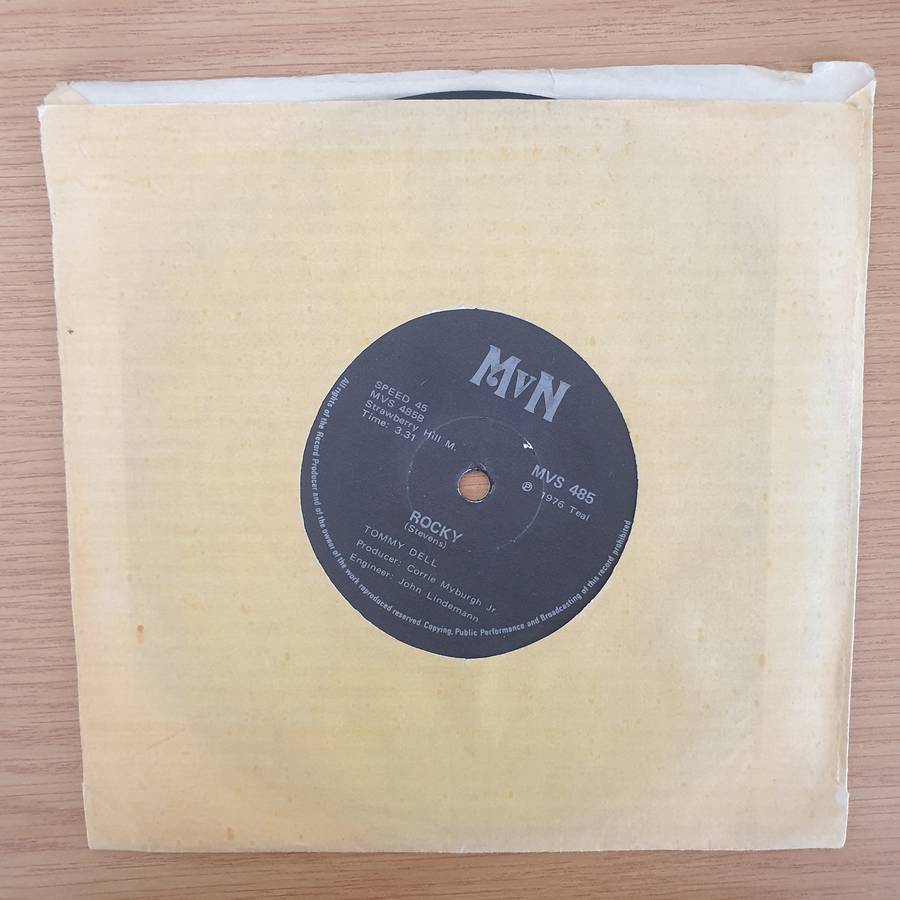 MvN
SPEED 45
MVS 485B
Strawberry Hill M.
Time: 3.31
MVS 485
℗ 1976 Teal
ROCKY
(Stevens)
TOMMY DELL
Producer: Corrie Myburgh Jr
Engineer: John Lindemann
All rights of the Record Producer and of the owner of the work reproduced reserved. Copying, Public Performance and Broadcasting of this record prohibited